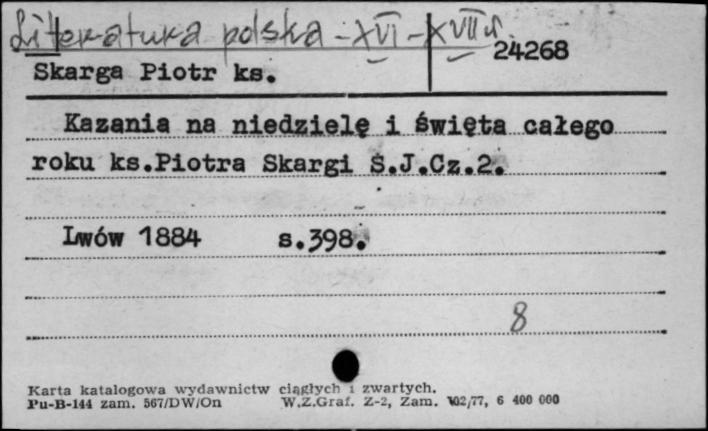 Literatura polska - XVI - XVIII w.
24268
Skarga Piotr ks.
Kazania na niedzielę i święta całego
roku ks.Piotra Skargi S.J.Cz.2.
Lwów 1884 s.398.
8
Karta katalogowa wydawnictw ciągłych i zwartych.
Pu-B-144 zam. 567/DW/On W.Z.Graf. Z-2, Zam. 102/77, 6 400 000